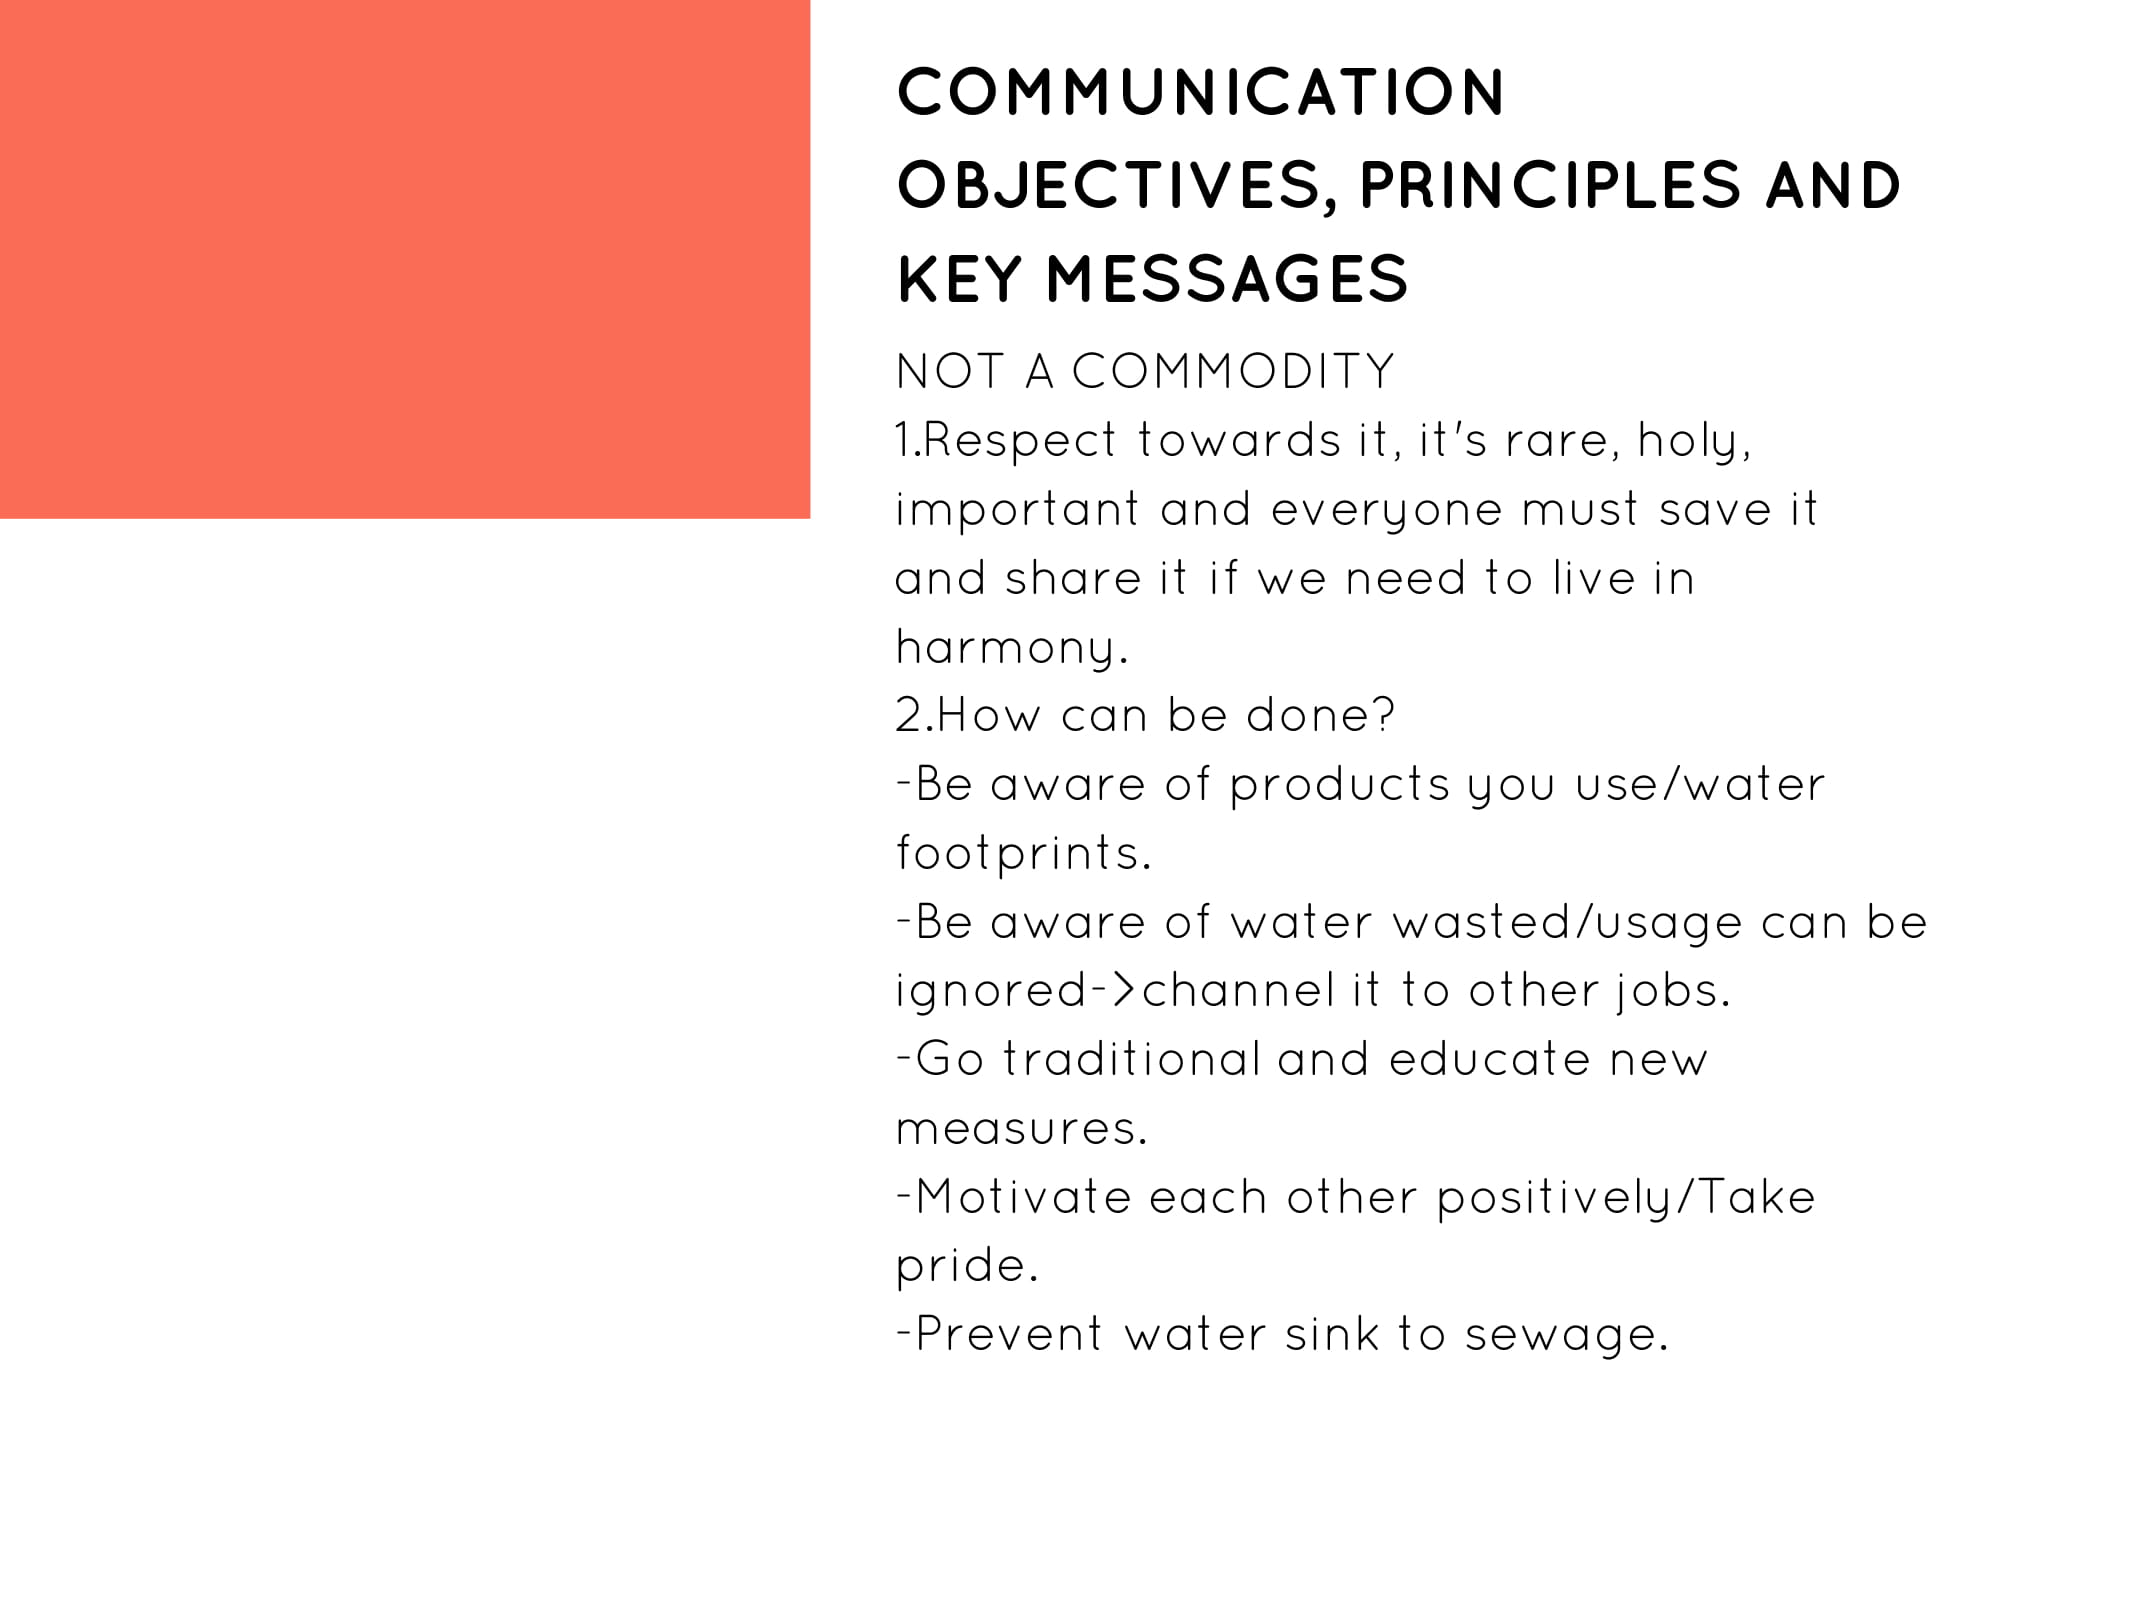 COMMUNICATION
OBJECTIVES, PRINCIPLES AND
KEY MESSAGES
NOT A COMMODITY
1.Respect towards it, it's rare, holy,
important and everyone must save it
and share it if we need to live in
harmony.
2.How can be done?
-Be aware of products you use/water
footprints.
-Be aware of water wasted/usage can be
ignored->channel it to other jobs.
-Go traditional and educate new
measures.
-Motivate each other positively/Take
pride.
-Prevent water sink to sewage.